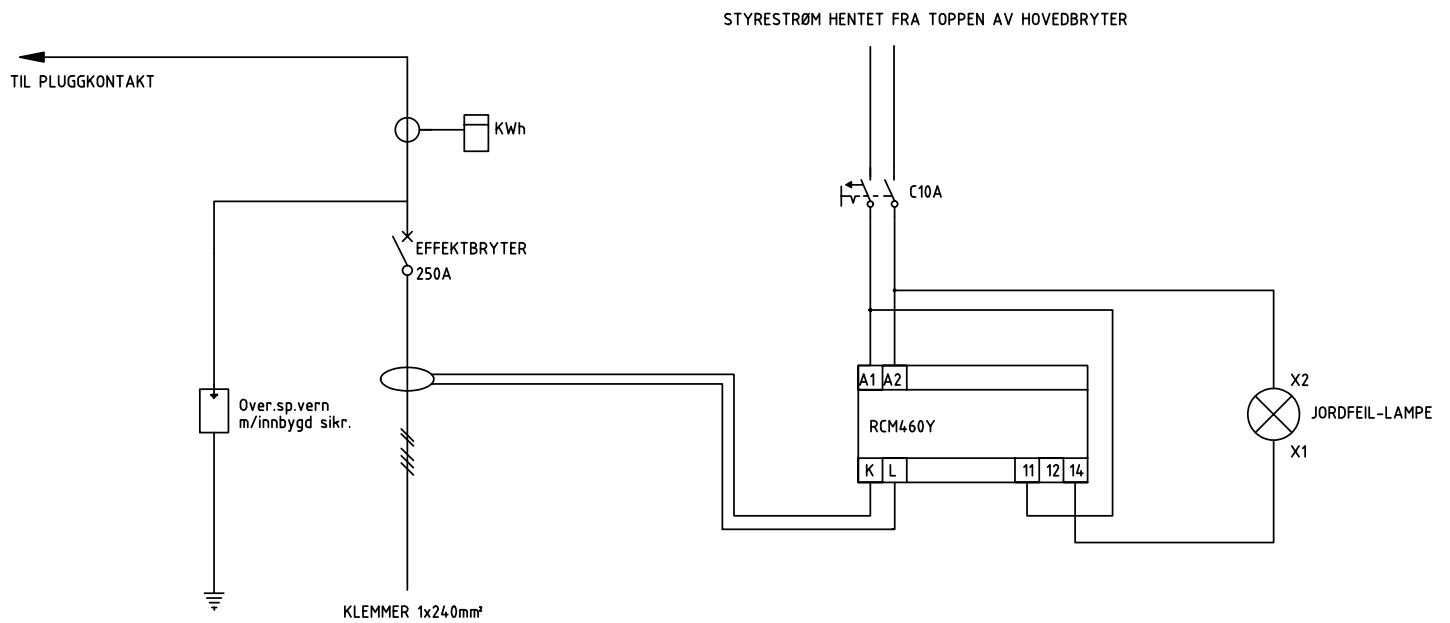 STYRESTRØM HENTET FRA TOPPEN AV HOVEDBRYTER
TIL PLUGGKONTAKT
KWh
C10A
EFFEKTBRYTER
250A
A1 A2
X2
Over.sp.vern
m/innbygd sikr.
JORDFEIL-LAMPE
RCM460Y
X1
K L 11 12 14
KLEMMER 1x240mm²